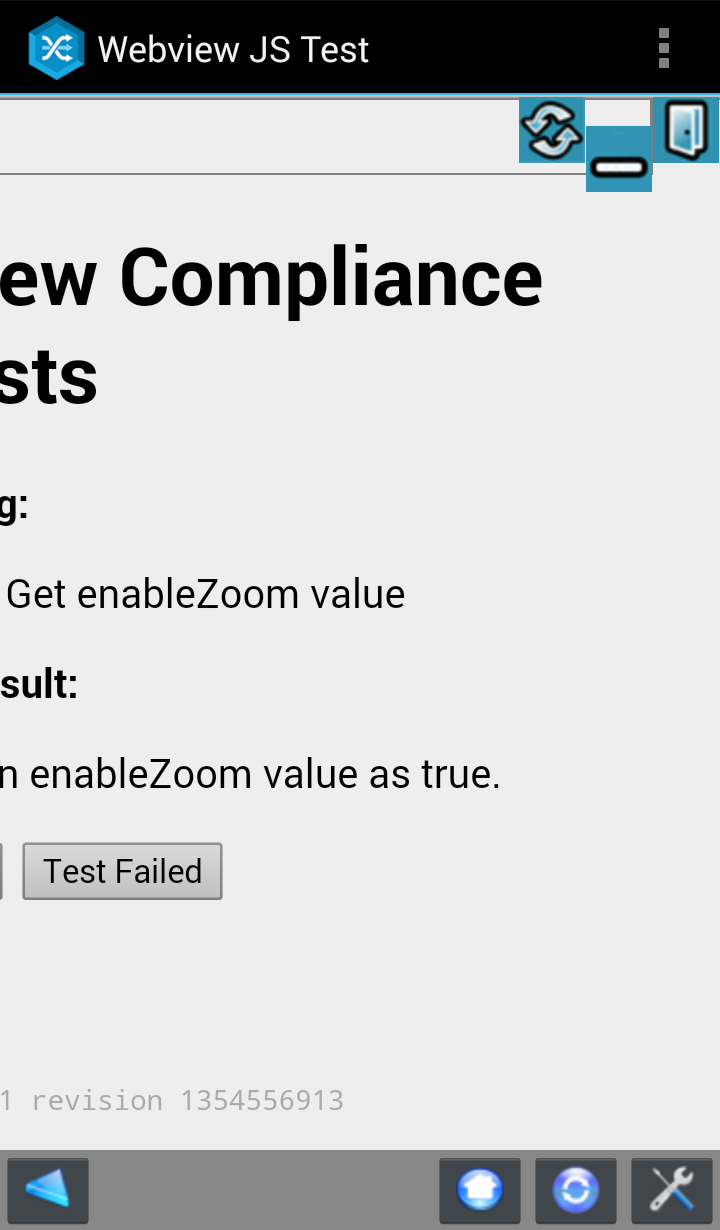 Webview JS Test
ew Compliance
sts
g:
Get enableZoom value
sult:
n enableZoom value as true.
Test Failed
1 revision 1354556913